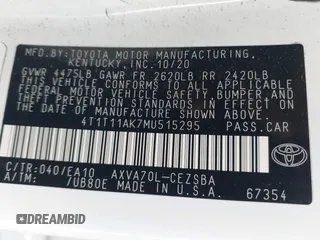 MFD.BY:TOYOTA MOTOR MANUFACTURING,
KENTUCKY,INC.10/20
GVWR 4475LB GAWR FR 2620LB RR 2420LB
THIS VEHICLE CONFORMS TO ALL APPLICABLE
FEDERAL MOTOR VEHICLE SAFETY, BUMPER, AND
THEFT PREVENTION STANDARDS IN EFFECT ON
THE DATE OF MANUFACTURE SHOWN ABOVE.
4T1T11AK7MU515295 PASS.CAR
C/TR:040/EA10 AXVA70L-CEZSBA
A/TM: /UB80E MADE IN U.S.A.
TOYOTA
67354
DEALERS